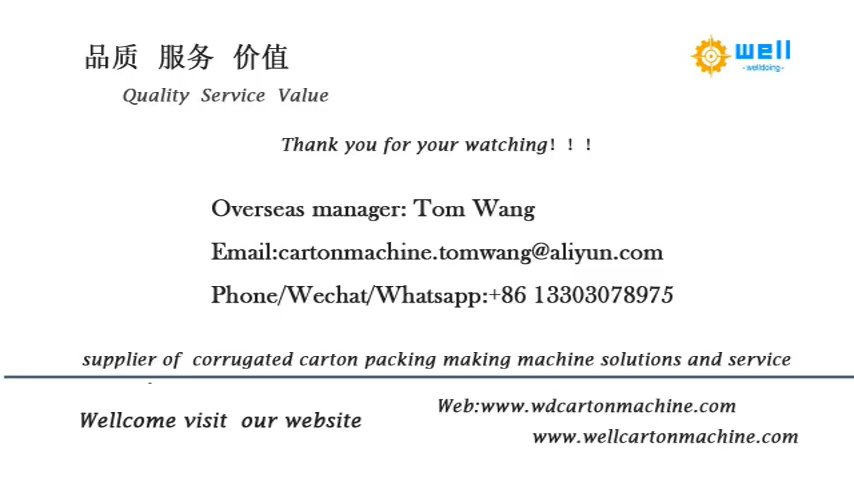 品质 服务 价值
well
-welldoing-
Quality Service Value
Thank you for your watching！！！
Overseas manager: Tom Wang
Email:cartonmachine.tomwang@aliyun.com
Phone/Wechat/Whatsapp:+86 13303078975
supplier of corrugated carton packing making machine solutions and service
Wellcome visit our website
Web:www.wdcartonmachine.com
www.wellcartonmachine.com